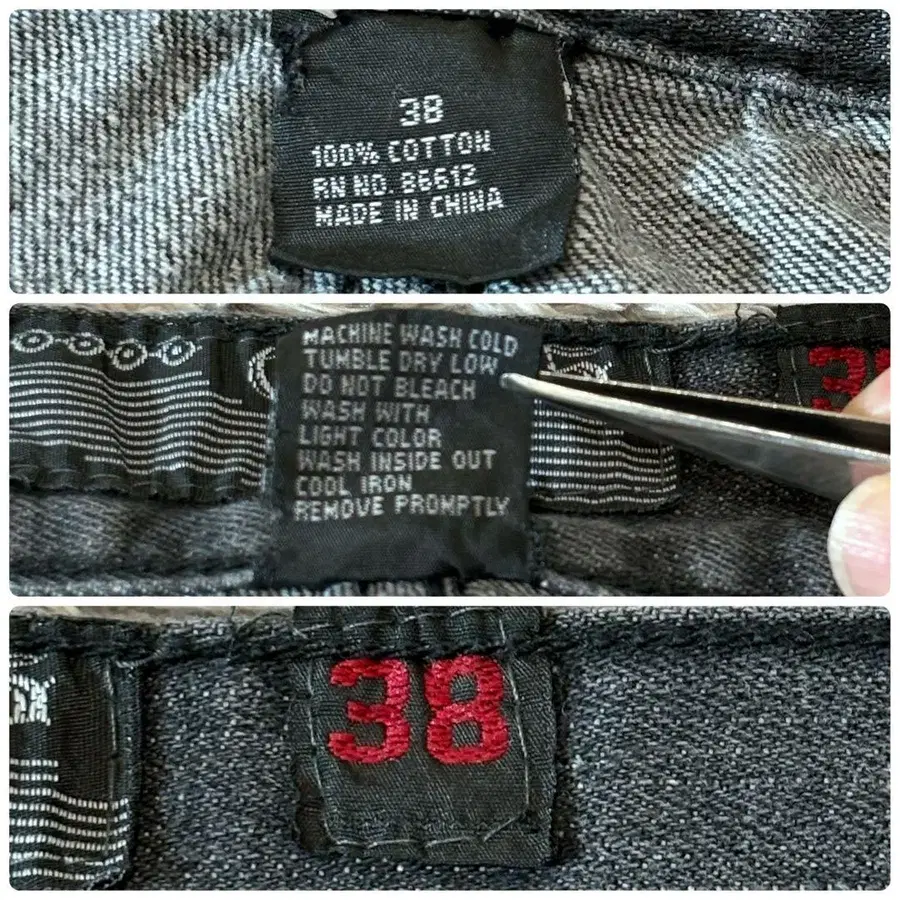 38
100% COTTON
RN NO. 86612
MADE IN CHINA
MACHINE WASH COLD
TUMBLE DRY LOW
DO NOT BLEACH
WASH WITH
LIGHT COLOR
WASH INSIDE OUT
COOL IRON
REMOVE PROMPTLY
38